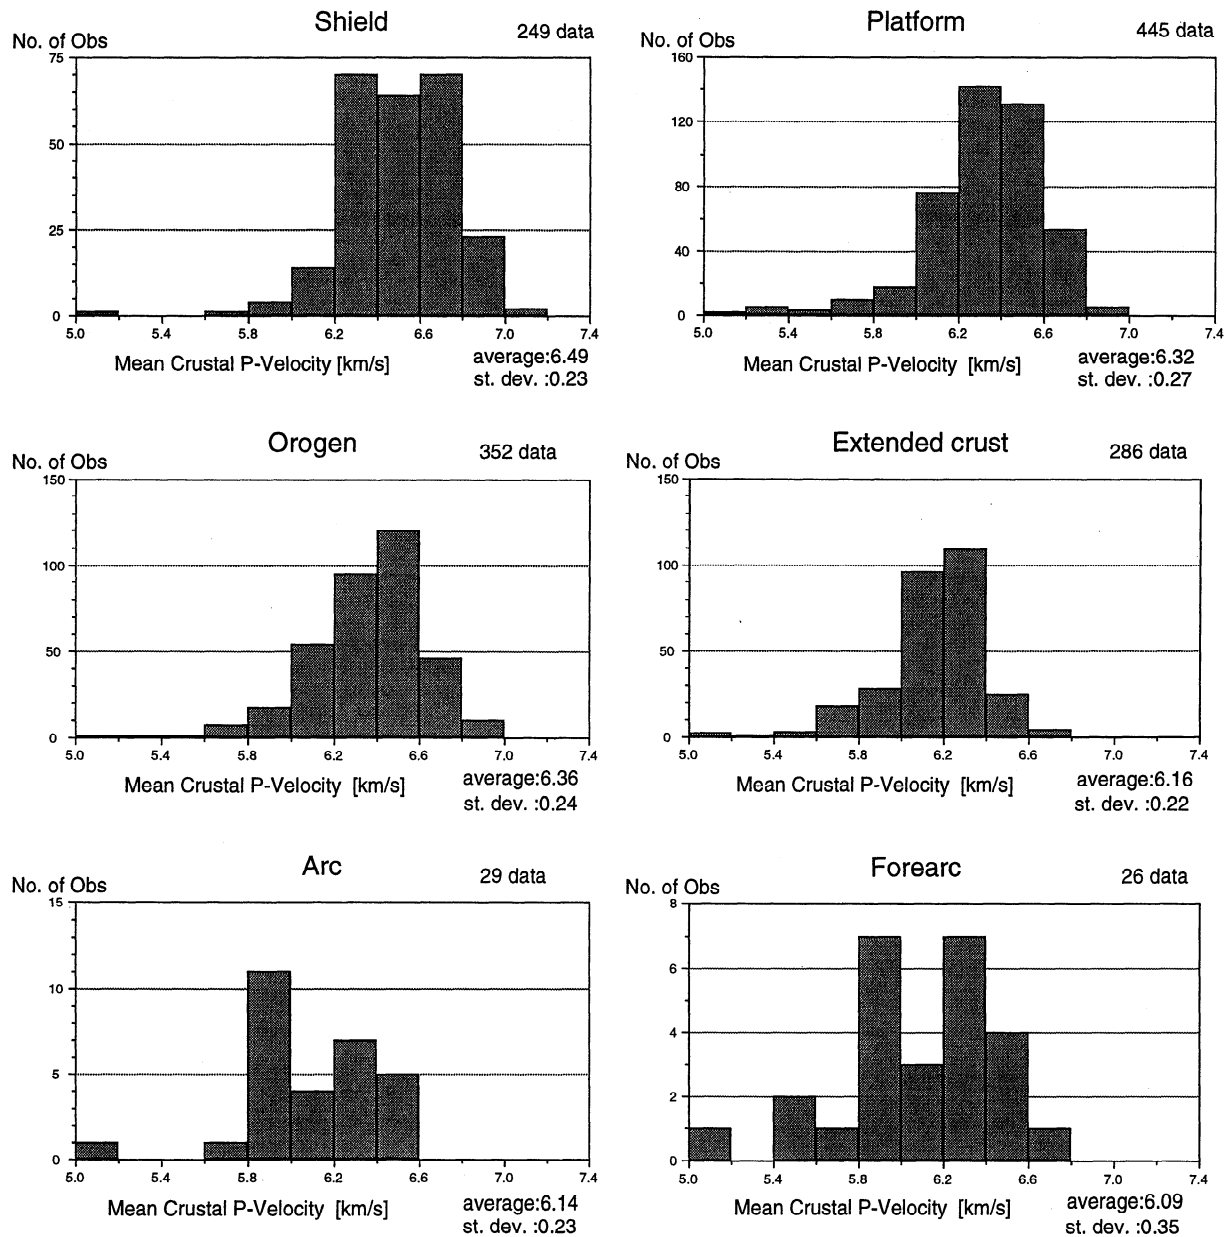 Shield
249 data
No. of Obs
75
50
25
0
5.0 5.4 5.8 6.2 6.6 7.0 7.4
Mean Crustal P-Velocity [km/s]
average:6.49
st. dev. :0.23
Platform
445 data
No. of Obs
160
120
80
40
0
5.0 5.4 5.8 6.2 6.6 7.0 7.4
Mean Crustal P-Velocity [km/s]
average:6.32
st. dev. :0.27
Orogen
352 data
No. of Obs
150
100
50
0
5.0 5.4 5.8 6.2 6.6 7.0 7.4
Mean Crustal P-Velocity [km/s]
average:6.36
st. dev. :0.24
Extended crust
286 data
No. of Obs
150
100
50
0
5.0 5.4 5.8 6.2 6.6 7.0 7.4
Mean Crustal P-Velocity [km/s]
average:6.16
st. dev. :0.22
Arc
29 data
No. of Obs
15
10
5
0
5.0 5.4 5.8 6.2 6.6 7.0 7.4
Mean Crustal P-Velocity [km/s]
average:6.14
st. dev. :0.23
Forearc
26 data
No. of Obs
8
6
4
2
0
5.0 5.4 5.8 6.2 6.6 7.0 7.4
Mean Crustal P-Velocity [km/s]
average:6.09
st. dev. :0.35